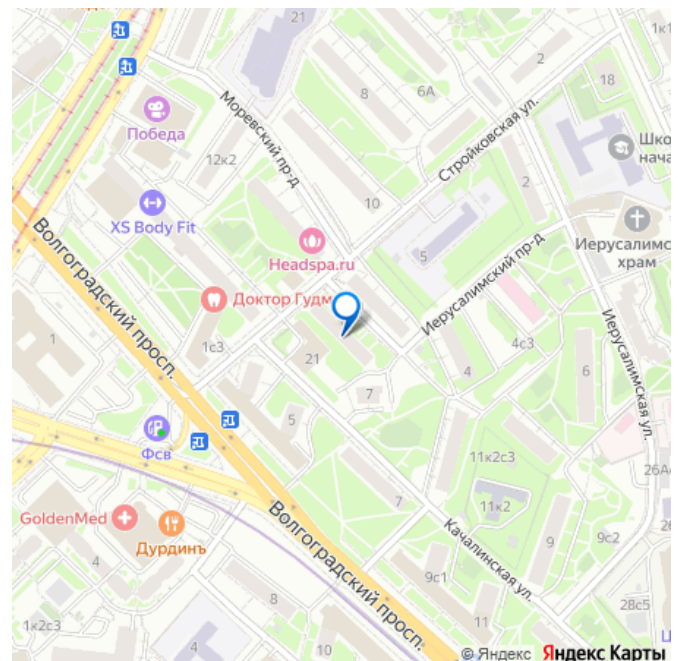 21
1к1
2
18
8
6А
Моревский пр-д
Победа
Стройковская ул.
Шко
нача
12к2
10
2
XS Body Fit
Волгоградский просп.
Headspa.ru
5
Иерусалимс
храм
Иерусалимский пр-д
Доктор Гудм
1
1с3
21
4с3
4
6
7
Иерусалимская ул.
5
Фсв
11к2с3
26А
GoldenMed
Дурдинъ
4
Волгоградский просп.
7
11к2
Качалинская ул.
9
9с2
26
8
9с1
28с5
11
1к2с3
4
Ц
© Яндекс Яндекс Карты